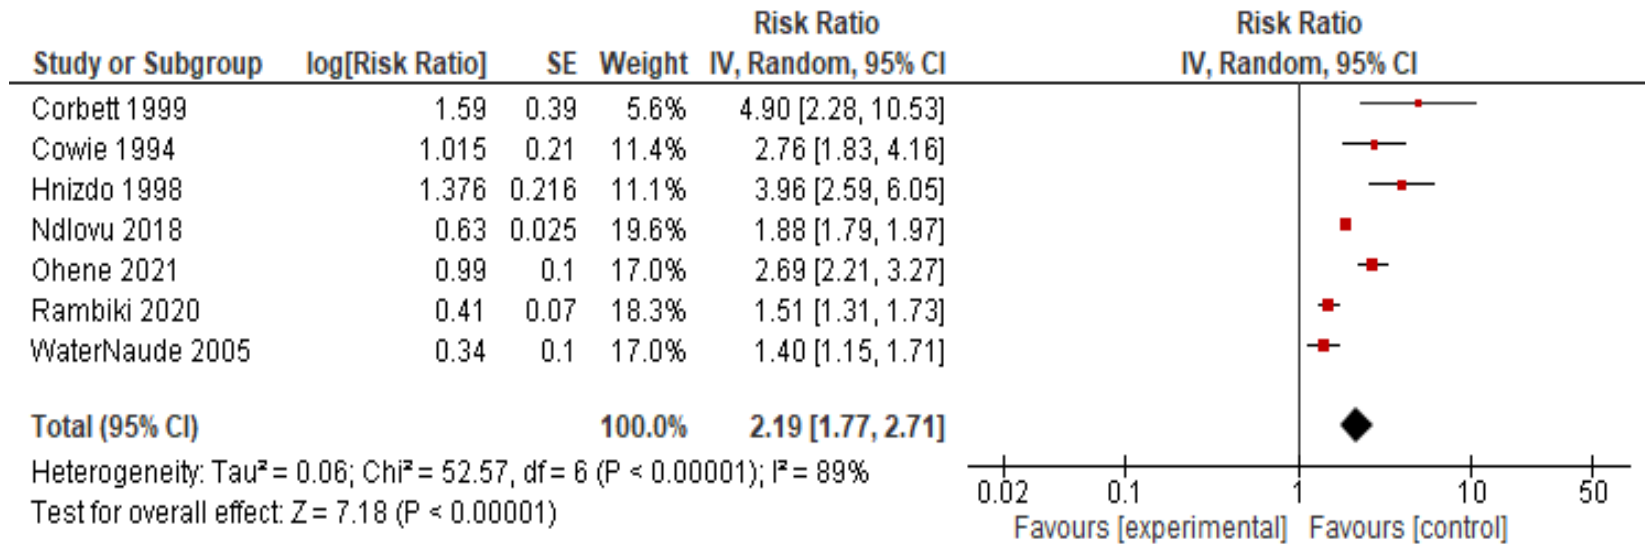 Risk Ratio Risk Ratio
Study or Subgroup log[Risk Ratio] SE Weight IV, Random, 95% CI IV, Random, 95% CI
Corbett 1999 1.59 0.39 5.6% 4.90 [2.28, 10.53]
Cowie 1994 1.015 0.21 11.4% 2.76 [1.83, 4.16]
Hnizdo 1998 1.376 0.216 11.1% 3.96 [2.59, 6.05]
Ndlovu 2018 0.63 0.025 19.6% 1.88 [1.79, 1.97]
Ohene 2021 0.99 0.1 17.0% 2.69 [2.21, 3.27]
Rambiki 2020 0.41 0.07 18.3% 1.51 [1.31, 1.73]
WaterNaude 2005 0.34 0.1 17.0% 1.40 [1.15, 1.71]
Total (95% CI) 100.0% 2.19 [1.77, 2.71]
Heterogeneity: Tau² = 0.06; Chi² = 52.57, df = 6 (P < 0.00001); I² = 89%
Test for overall effect: Z = 7.18 (P < 0.00001)
0.02 0.1 1 10 50
Favours [experimental] Favours [control]